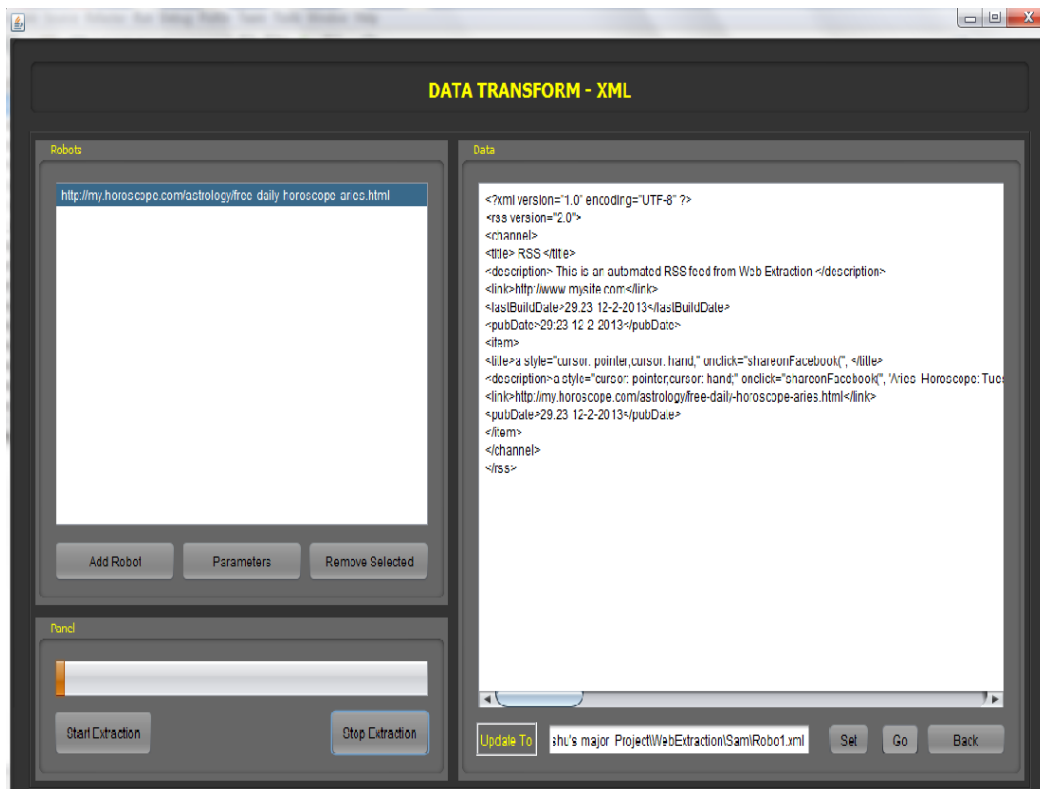 DATA TRANSFORM - XML
Robots
http://my.horoscope.com/astrology/free-daily-horoscope-aries.html
Add Robot
Parameters
Remove Selected
Panel
Start Extraction
Stop Extraction
Data
<?xml version="1.0" encoding="UTF-8" ?>
<rss version="2.0">
<channel>
<title> RSS </title>
<description> This is an automated RSS feed from Web Extraction </description>
<link>http://www.mysite.com</link>
<lastBuildDate>29:23 12-2-2013</lastBuildDate>
<pubDate>29:23 12-2-2013</pubDate>
<item>
<title>a style="cursor: pointer;cursor: hand;" onclick="shareonFacebook('', </title>
<description>a style="cursor: pointer;cursor: hand;" onclick="shareonFacebook('', 'Aries Horoscope: Tues
<link>http://my.horoscope.com/astrology/free-daily-horoscope-aries.html</link>
<pubDate>29:23 12-2-2013</pubDate>
</item>
</channel>
</rss>
Update To
shu's major Project\WebExtraction\Sam\Robo1.xml
Set
Go
Back